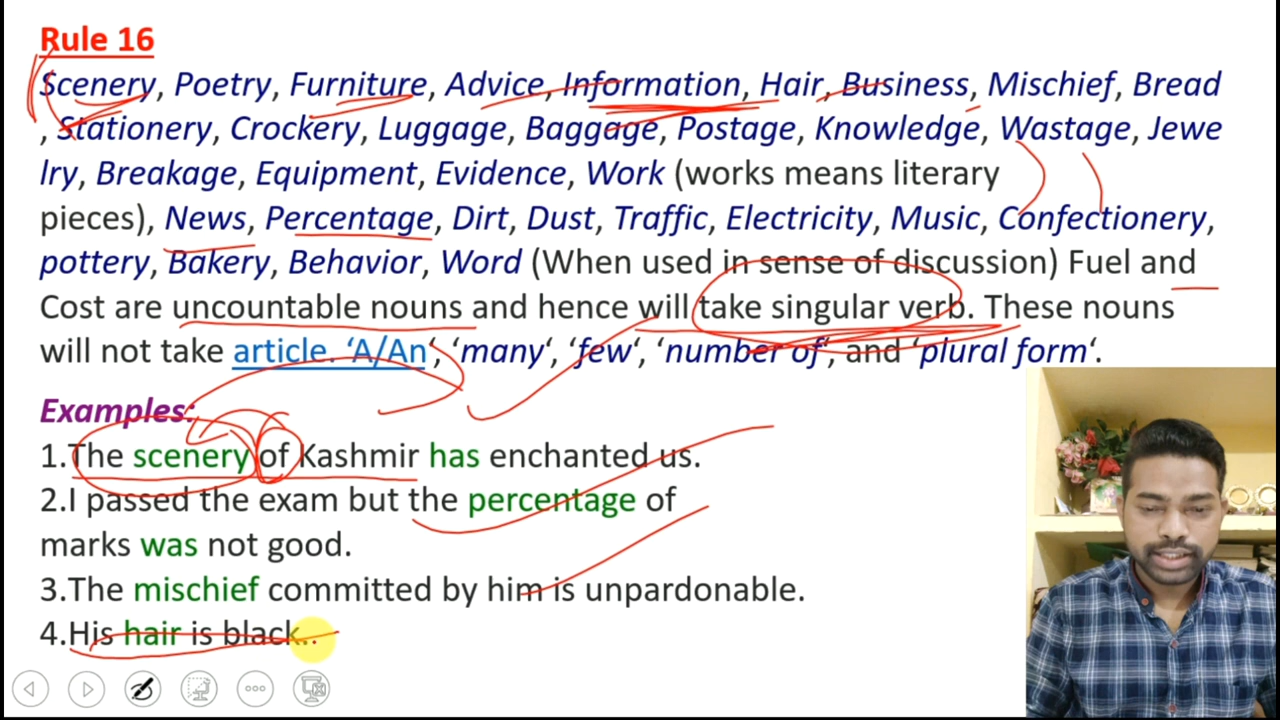 Rule 16
Scenery, Poetry, Furniture, Advice, Information, Hair, Business, Mischief, Bread
, Stationery, Crockery, Luggage, Baggage, Postage, Knowledge, Wastage, Jewe
lry, Breakage, Equipment, Evidence, Work (works means literary
pieces), News, Percentage, Dirt, Dust, Traffic, Electricity, Music, Confectionery,
pottery, Bakery, Behavior, Word (When used in sense of discussion) Fuel and
Cost are uncountable nouns and hence will take singular verb. These nouns
will not take article. ‘A/An‘, ‘many‘, ‘few‘, ‘number of‘, and ‘plural form‘.
Examples:
1.The scenery of Kashmir has enchanted us.
2.I passed the exam but the percentage of
marks was not good.
3.The mischief committed by him is unpardonable.
4.His hair is black..